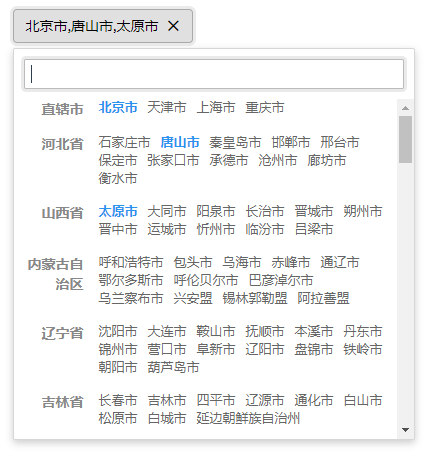 北京市,唐山市,太原市 ×
直辖市 北京市 天津市 上海市 重庆市
河北省 石家庄市 唐山市 秦皇岛市 邯郸市 邢台市
保定市 张家口市 承德市 沧州市 廊坊市
衡水市
山西省 太原市 大同市 阳泉市 长治市 晋城市 朔州市
晋中市 运城市 忻州市 临汾市 吕梁市
内蒙古自 呼和浩特市 包头市 乌海市 赤峰市 通辽市
治区 鄂尔多斯市 呼伦贝尔市 巴彦淖尔市
乌兰察布市 兴安盟 锡林郭勒盟 阿拉善盟
辽宁省 沈阳市 大连市 鞍山市 抚顺市 本溪市 丹东市
锦州市 营口市 阜新市 辽阳市 盘锦市 铁岭市
朝阳市 葫芦岛市
吉林省 长春市 吉林市 四平市 辽源市 通化市 白山市
松原市 白城市 延边朝鲜族自治州